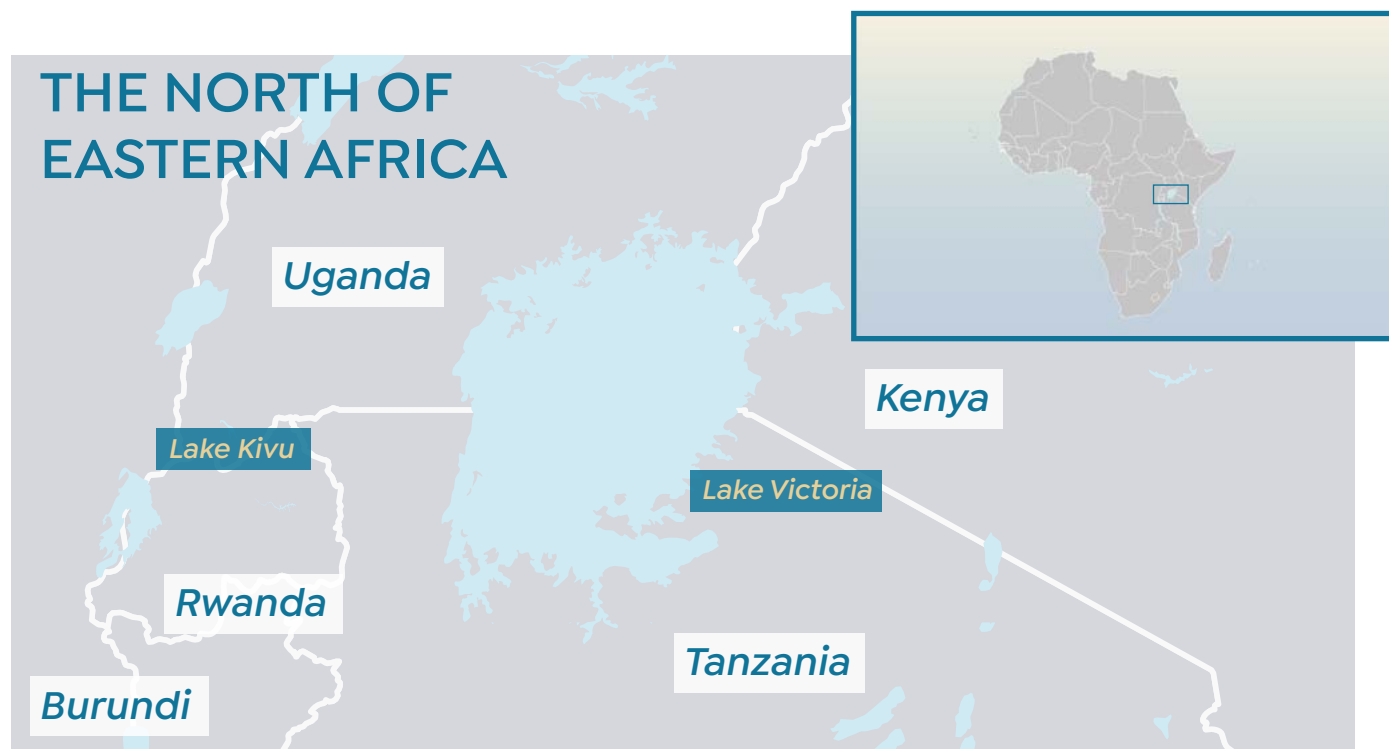 THE NORTH OF
EASTERN AFRICA
Uganda
Kenya
Lake Kivu
Lake Victoria
Rwanda
Tanzania
Burundi